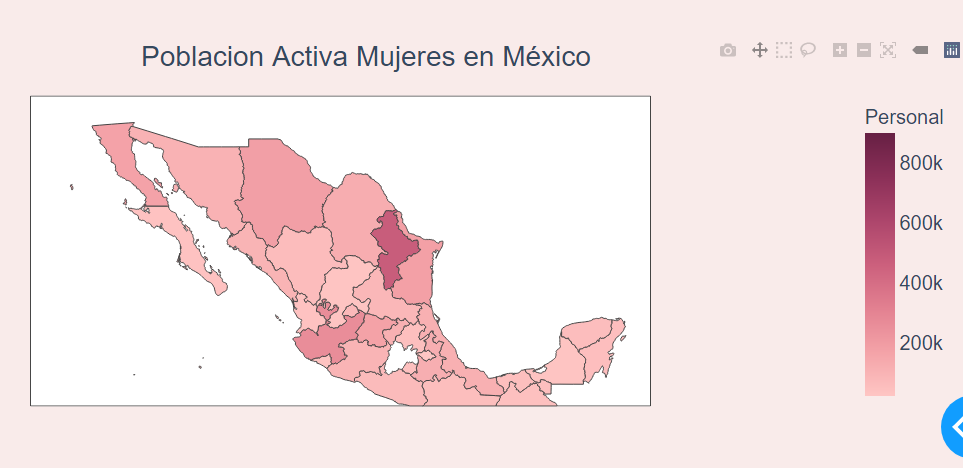 Poblacion Activa Mujeres en México
Personal
800k
600k
400k
200k